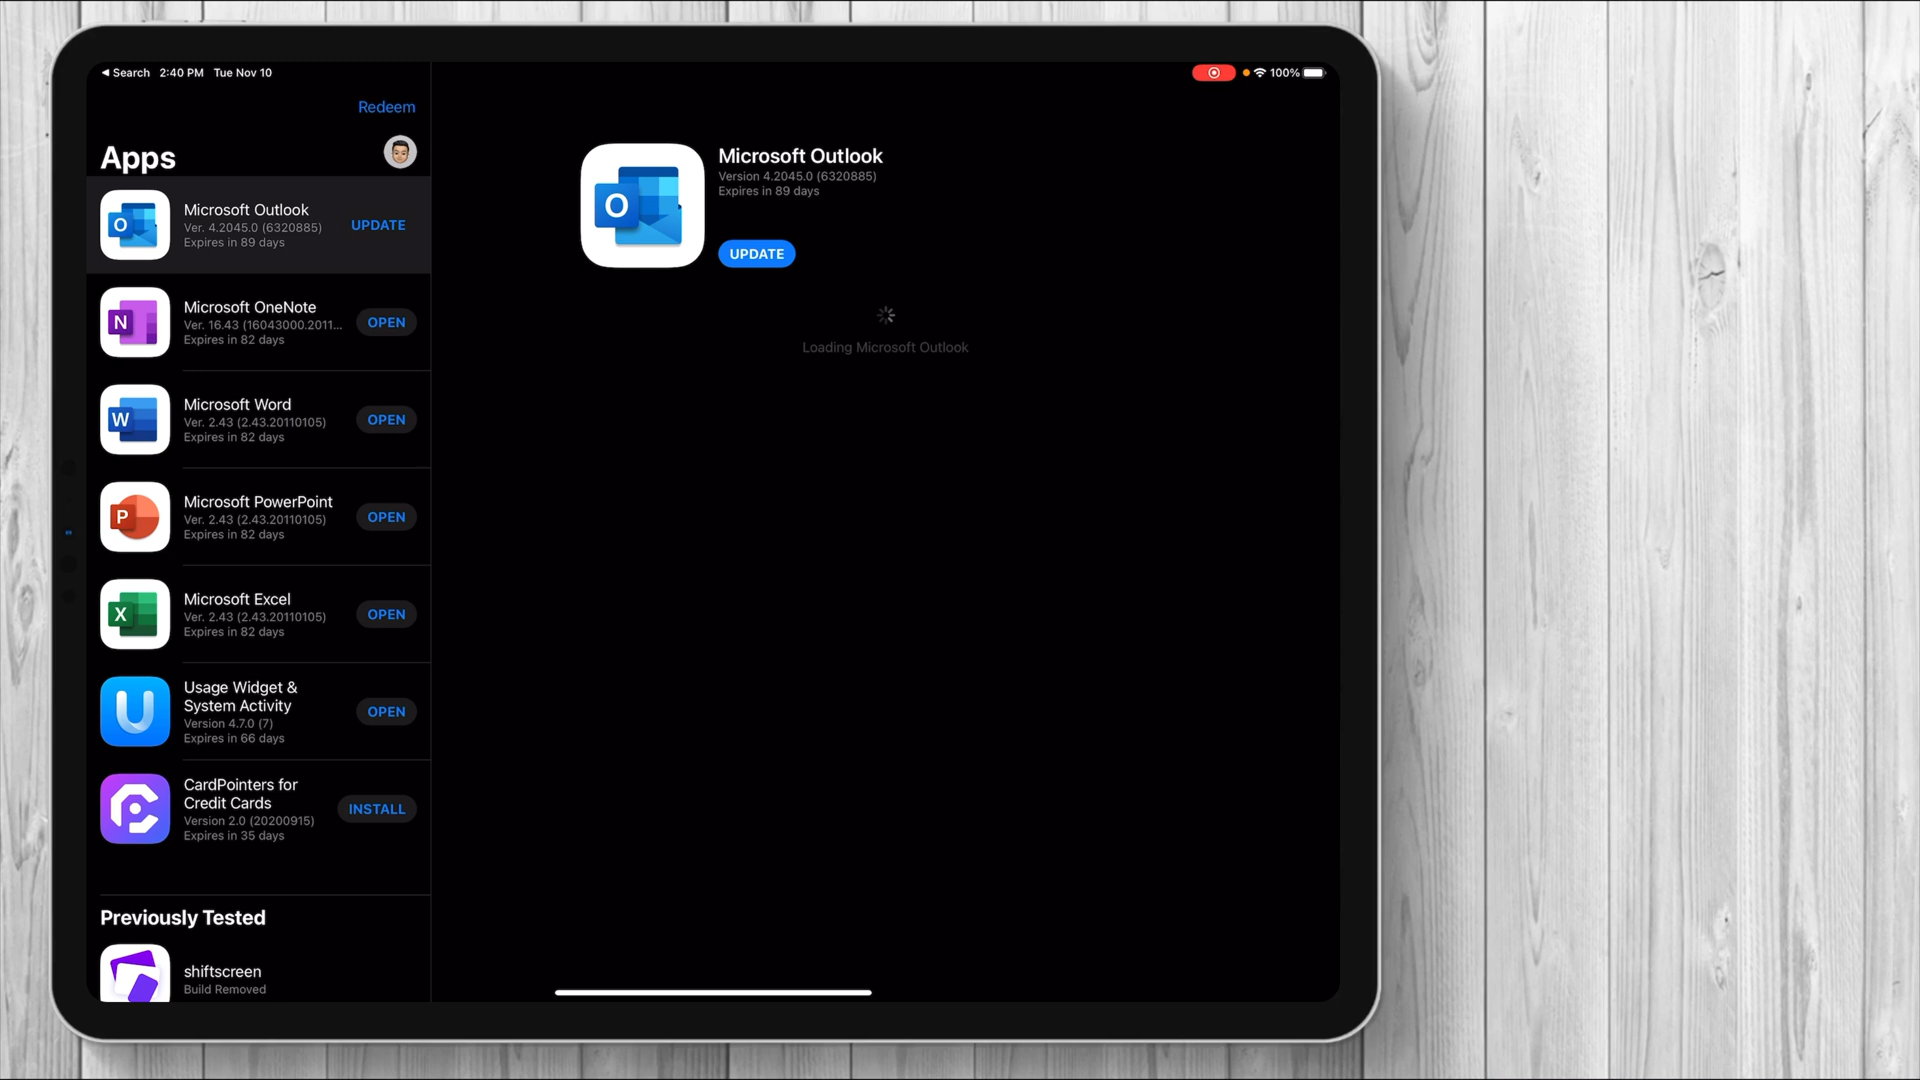 Search 2:40 PM Tue Nov 10
100%
Redeem
Apps
Microsoft Outlook
Ver. 4.2045.0 (6320885)
Expires in 89 days
UPDATE
Microsoft OneNote
Ver. 16.43 (16043000.2011...
Expires in 82 days
OPEN
Microsoft Word
Ver. 2.43 (2.43.20110105)
Expires in 82 days
OPEN
Microsoft PowerPoint
Ver. 2.43 (2.43.20110105)
Expires in 82 days
OPEN
Microsoft Excel
Ver. 2.43 (2.43.20110105)
Expires in 82 days
OPEN
Usage Widget &
System Activity
Version 4.7.0 (7)
Expires in 66 days
OPEN
CardPointers for
Credit Cards
Version 2.0 (20200915)
Expires in 35 days
INSTALL
Previously Tested
shiftscreen
Build Removed
Microsoft Outlook
Version 4.2045.0 (6320885)
Expires in 89 days
UPDATE
Loading Microsoft Outlook